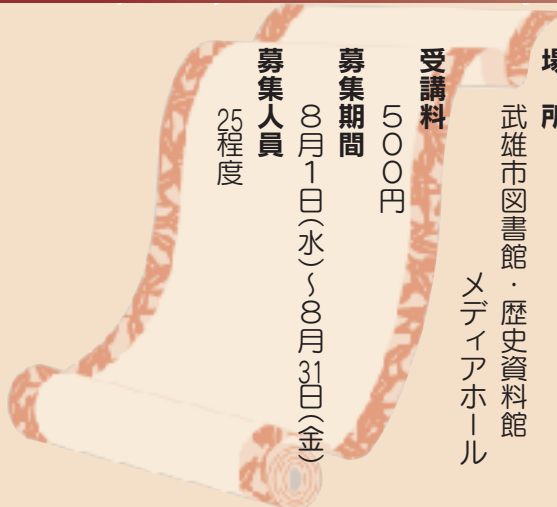 場所
武雄市図書館・歴史資料館
メディアホール
受講料
５００円
募集期間
８月１日(水)～８月31日(金)
募集人員
25程度